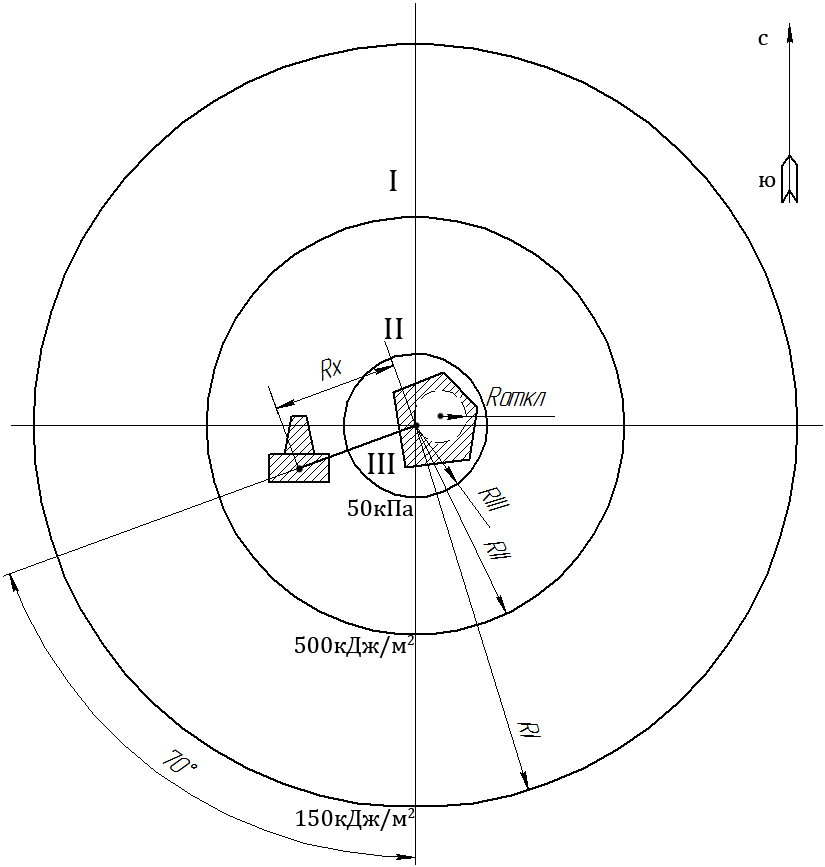 с
ю
I
II
Rx
Rоткл
III
RIII
50кПа
RII
500кДж/м²
RI
70°
150кДж/м²